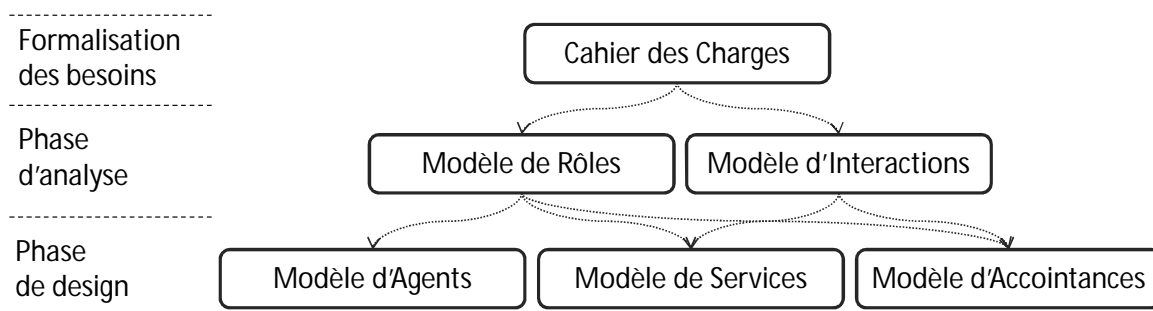 Formalisation
des besoins
Cahier des Charges
Phase
d'analyse
Modèle de Rôles
Modèle d'Interactions
Phase
de design
Modèle d'Agents
Modèle de Services
Modèle d'Accointances